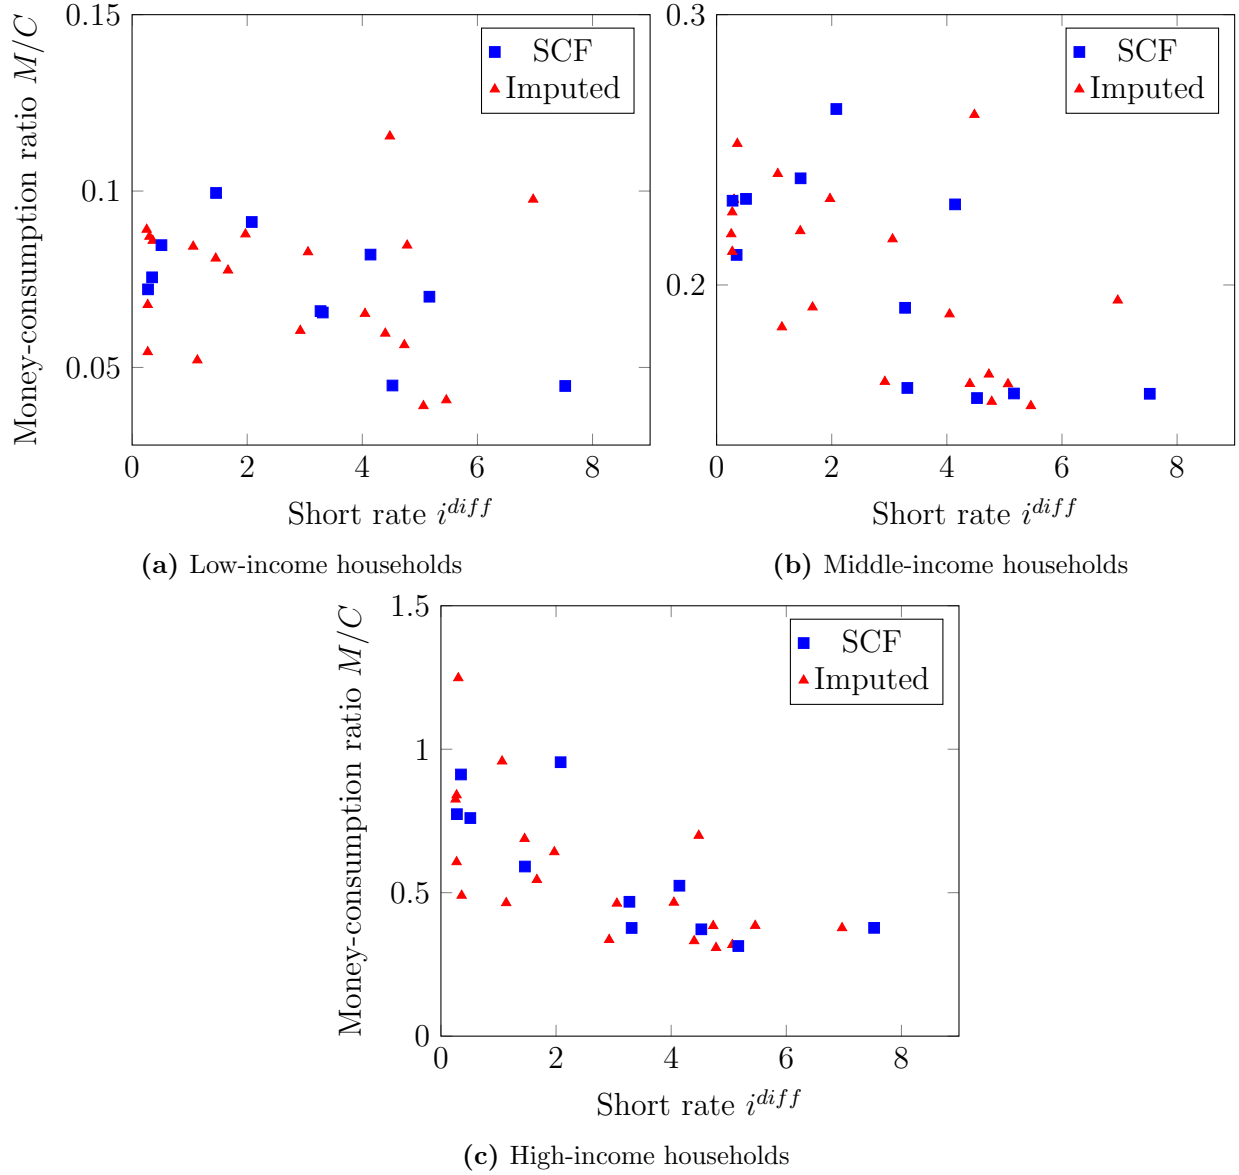 0.15
0.1
0.05
Money-consumption ratio M/C
SCF
Imputed
0 2 4 6 8
Short rate i^diff
(a) Low-income households
0.3
0.2
SCF
Imputed
0 2 4 6 8
Short rate i^diff
(b) Middle-income households
1.5
1
0.5
0
Money-consumption ratio M/C
SCF
Imputed
0 2 4 6 8
Short rate i^diff
(c) High-income households